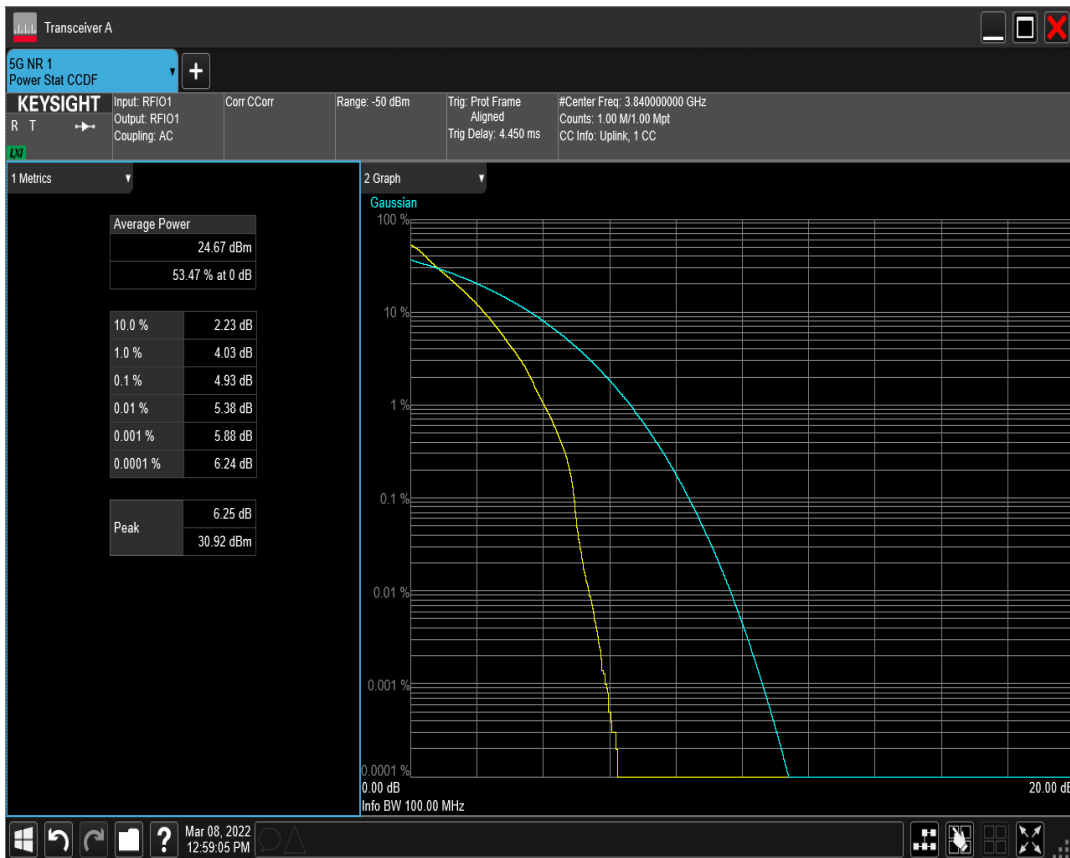 Transceiver A
5G NR 1
Power Stat CCDF
KEYSIGHT
R T
LXI
Input: RFIO1
Output: RFIO1
Coupling: AC
Corr CCorr
Range: -50 dBm
Trig: Prot Frame
Aligned
Trig Delay: 4.450 ms
#Center Freq: 3.840000000 GHz
Counts: 1.00 M/1.00 Mpt
CC Info: Uplink, 1 CC
1 Metrics
Average Power
24.67 dBm
53.47 % at 0 dB
10.0 % 2.23 dB
1.0 % 4.03 dB
0.1 % 4.93 dB
0.01 % 5.38 dB
0.001 % 5.88 dB
0.0001 % 6.24 dB
Peak
6.25 dB
30.92 dBm
2 Graph
Gaussian
100 %
10 %
1 %
0.1 %
0.01 %
0.001 %
0.0001 %
0.00 dB 20.00 dB
Info BW 100.00 MHz
?
Mar 08, 2022
12:59:05 PM